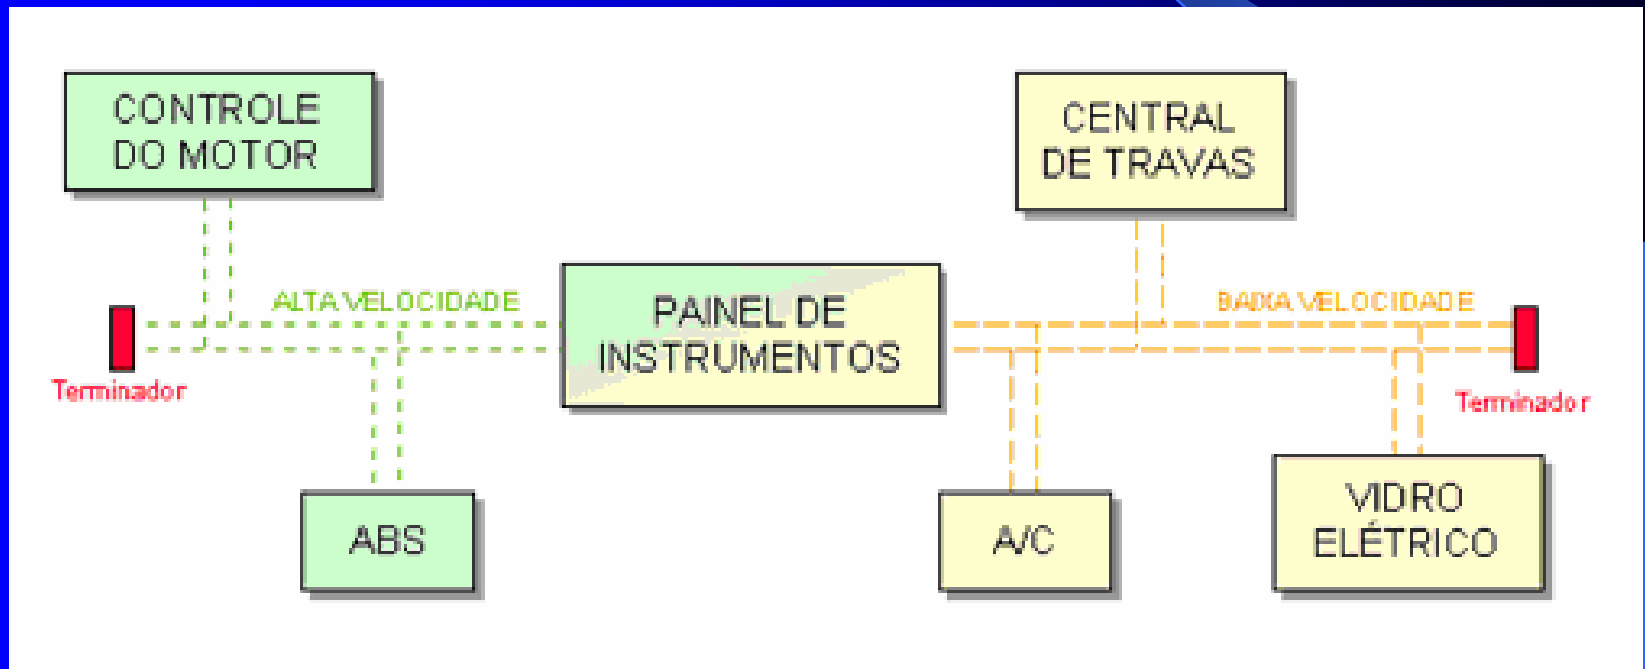 CONTROLE
DO MOTOR
CENTRAL
DE TRAVAS
ALTA VELOCIDADE
PAINEL DE
INSTRUMENTOS
BAIXA VELOCIDADE
Terminador
Terminador
ABS
A/C
VIDRO
ELÉTRICO